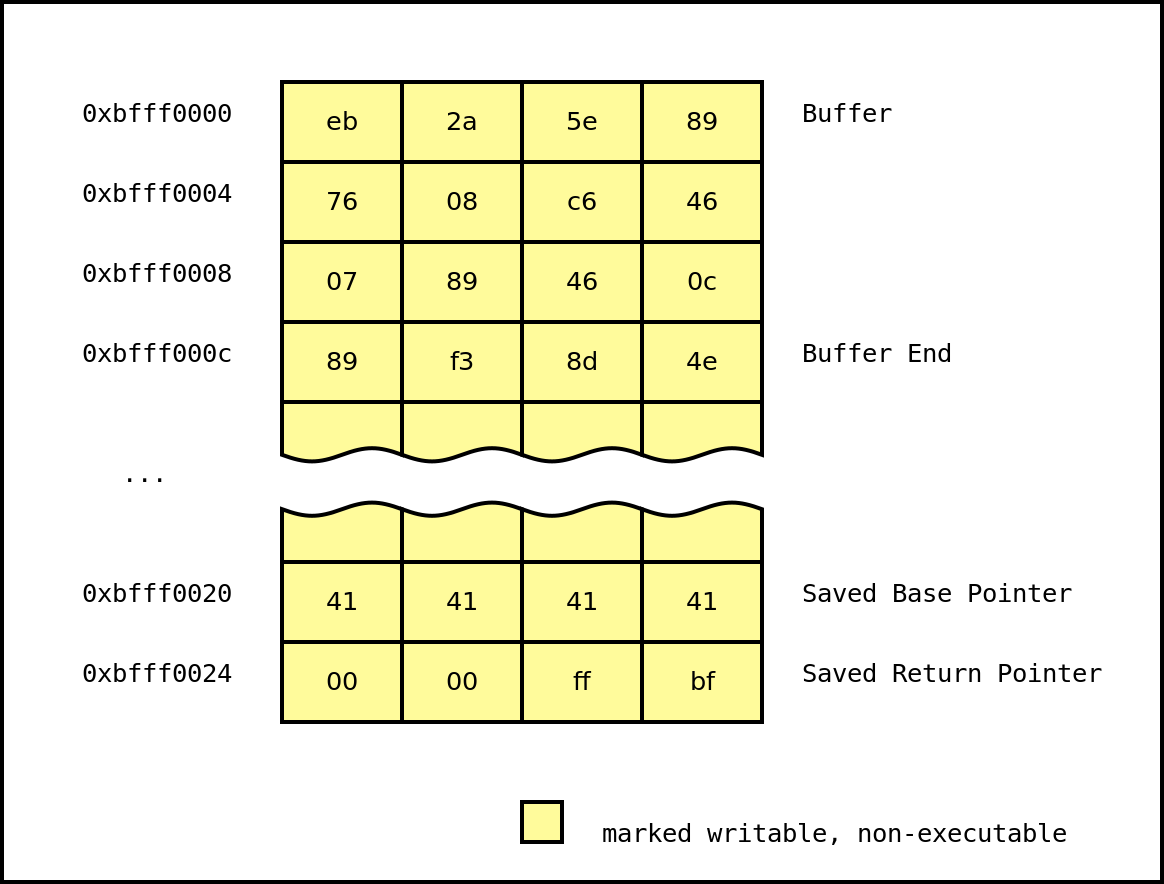 0xbfff0000 eb 2a 5e 89 Buffer
0xbfff0004 76 08 c6 46
0xbfff0008 07 89 46 0c
0xbfff000c 89 f3 8d 4e Buffer End
...
0xbfff0020 41 41 41 41 Saved Base Pointer
0xbfff0024 00 00 ff bf Saved Return Pointer
marked writable, non-executable